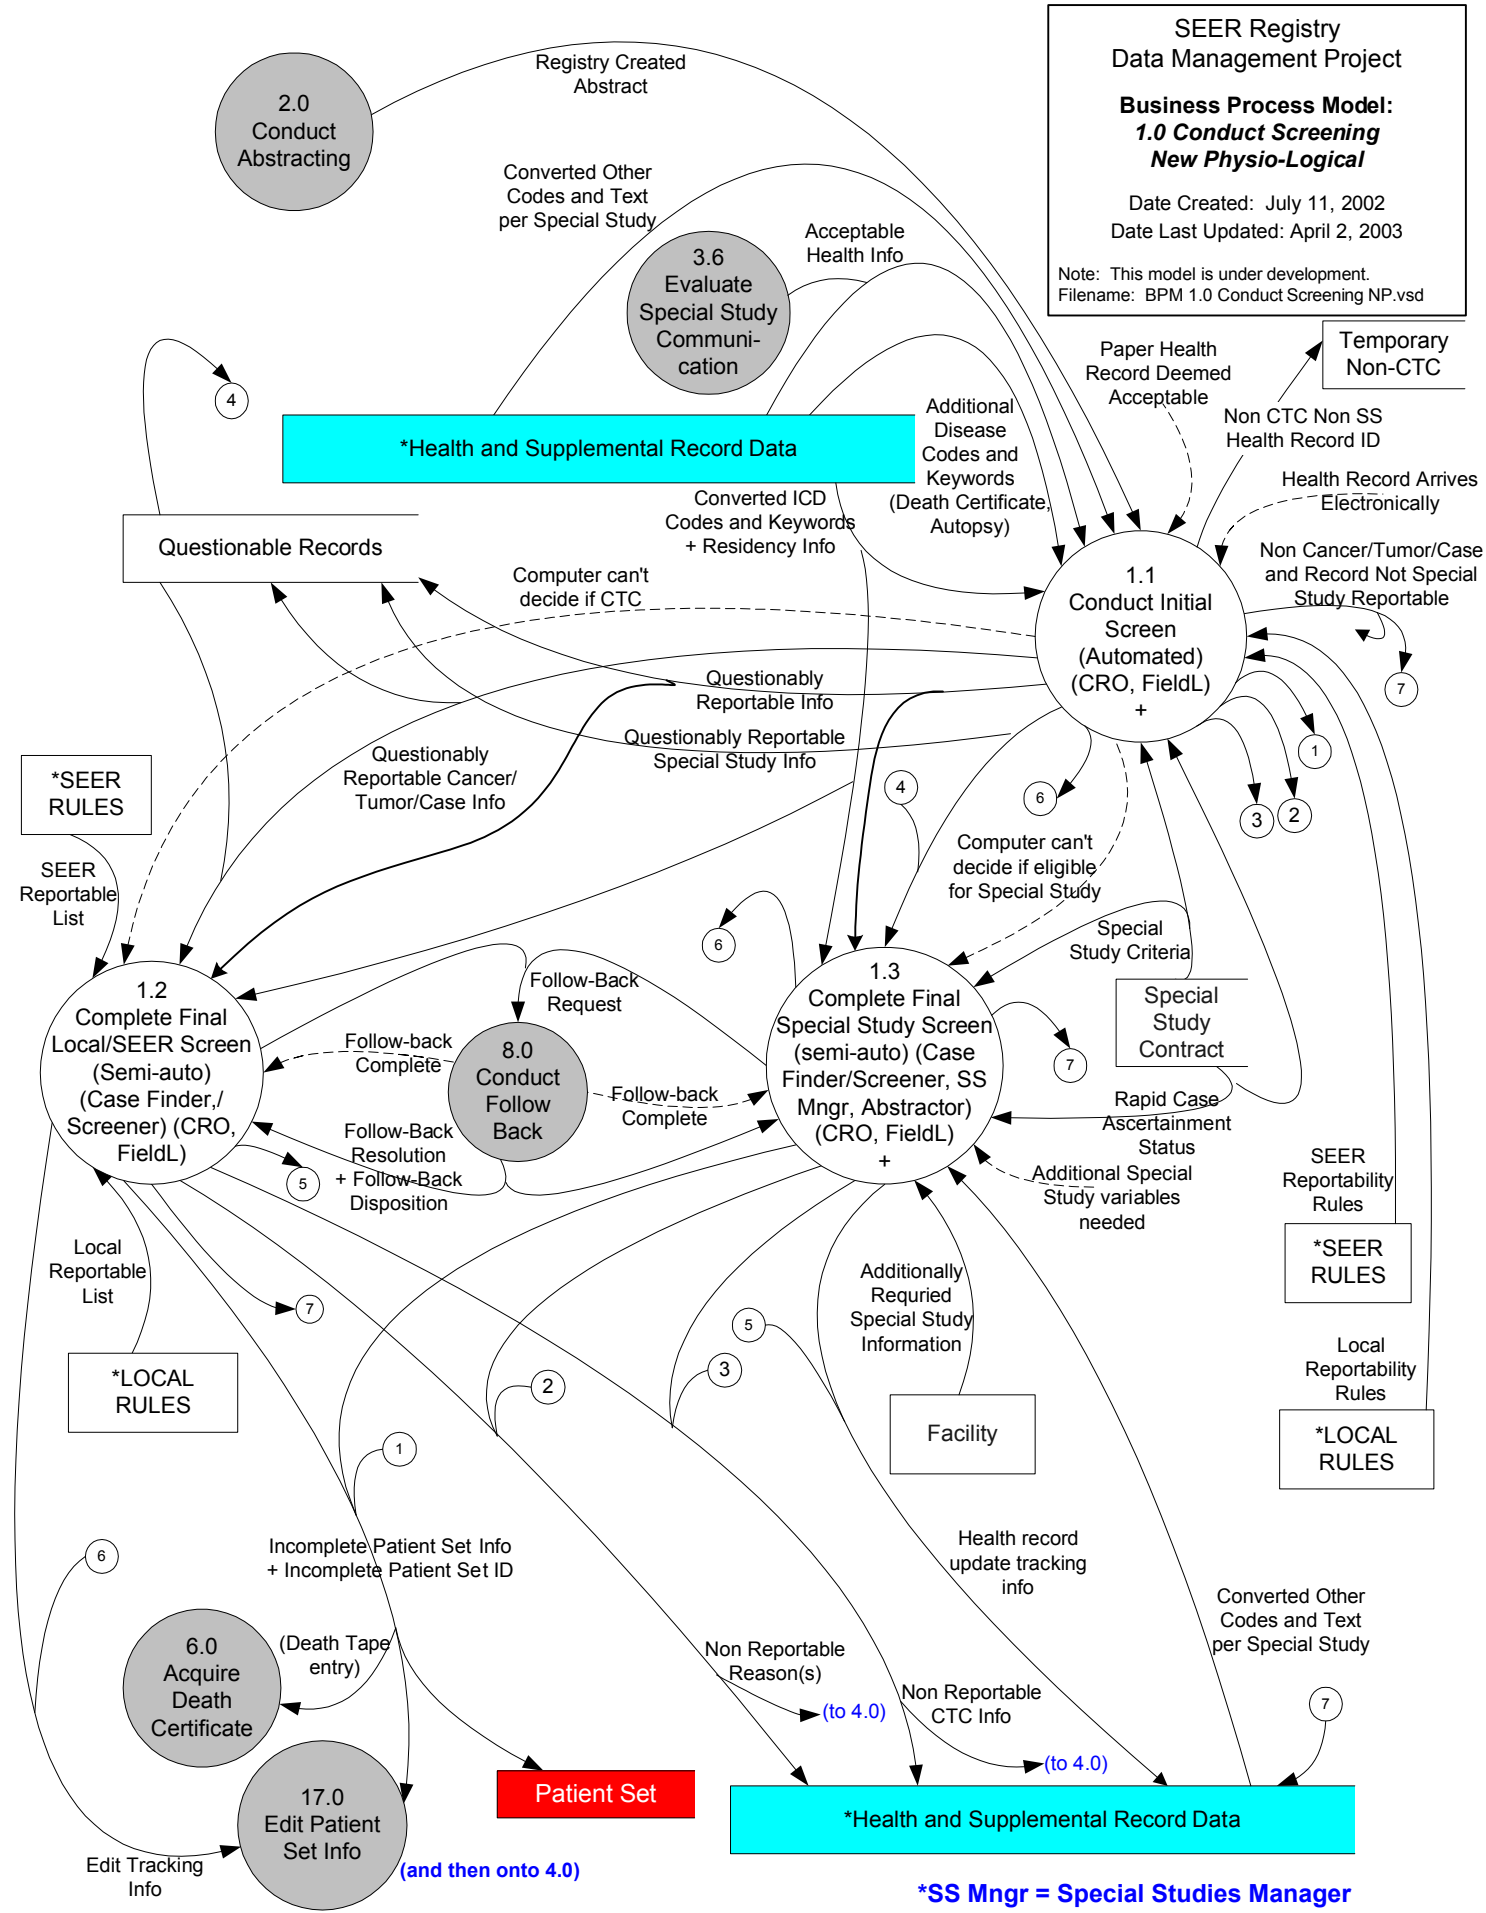 SEER Registry
Data Management Project
Business Process Model:
1.0 Conduct Screening
New Physio-Logical
Date Created: July 11, 2002
Date Last Updated: April 2, 2003
Note: This model is under development.
Filename: BPM 1.0 Conduct Screening NP.vsd
Registry Created
Abstract
2.0
Conduct
Abstracting
Converted Other
Codes and Text
per Special Study
Acceptable
Health Info
3.6
Evaluate
Special Study
Communi-
cation
4
Temporary
Non-CTC
Paper Health
Record Deemed
Acceptable
Non CTC Non SS
Health Record ID
*Health and Supplemental Record Data
Additional
Disease
Codes and
Keywords
(Death Certificate,
Autopsy)
Health Record Arrives
Electronically
Converted ICD
Codes and Keywords
+ Residency Info
Questionable Records
Non Cancer/Tumor/Case
and Record Not Special
Study Reportable
Computer can't
decide if CTC
1.1
Conduct Initial
Screen
(Automated)
(CRO, FieldL)
+
7
Questionably
Reportable Info
Questionably Reportable
Special Study Info
Questionably
Reportable Cancer/
Tumor/Case Info
1
2
3
6
4
*SEER
RULES
SEER
Reportable
List
Computer can't
decide if eligible
for Special Study
6
Special
Study Criteria
1.2
Complete Final
Local/SEER Screen
(Semi-auto)
(Case Finder,/
Screener) (CRO,
FieldL)
Follow-Back
Request
1.3
Complete Final
Special Study Screen
(semi-auto) (Case
Finder/Screener, SS
Mngr, Abstractor)
(CRO, FieldL)
+
Special
Study
Contract
Follow-back
Complete
8.0
Conduct
Follow
Back
Follow-back
Complete
7
Rapid Case
Ascertainment
Status
Follow-Back
Resolution
+ Follow-Back
Disposition
5
Additional Special
Study variables
needed
SEER
Reportability
Rules
*SEER
RULES
Local
Reportable
List
7
*LOCAL
RULES
Additionally
Requried
Special Study
Information
5
3
2
1
Facility
Local
Reportability
Rules
*LOCAL
RULES
6
Incomplete Patient Set Info
+ Incomplete Patient Set ID
Health record
update tracking
info
Converted Other
Codes and Text
per Special Study
6.0
Acquire
Death
Certificate
(Death Tape
entry)
Non Reportable
Reason(s)
(to 4.0)
Non Reportable
CTC Info
(to 4.0)
7
17.0
Edit Patient
Set Info
Patient Set
*Health and Supplemental Record Data
Edit Tracking
Info
(and then onto 4.0)
*SS Mngr = Special Studies Manager